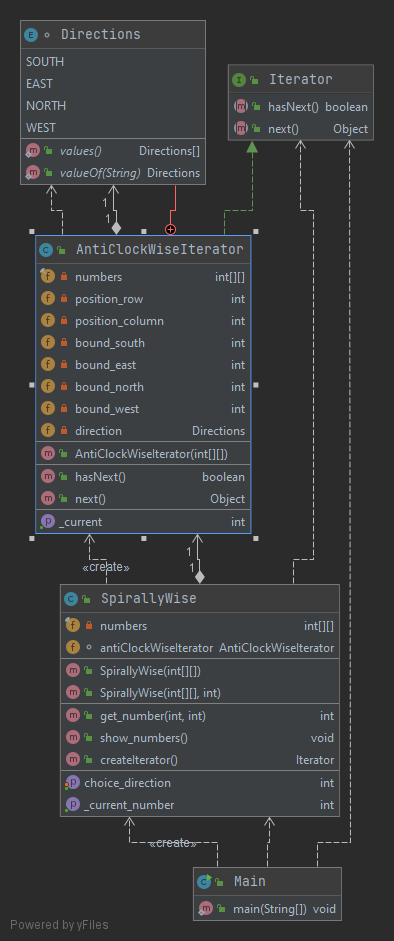 E Directions
SOUTH
EAST
NORTH
WEST
m values() Directions[]
m valueOf(String) Directions
I Iterator
m hasNext() boolean
m next() Object
1
1
C AntiClockWiseIterator
f numbers int[][]
f position_row int
f position_column int
f bound_south int
f bound_east int
f bound_north int
f bound_west int
f direction Directions
m AntiClockWiseIterator(int[][])
m hasNext() boolean
m next() Object
p _current int
1
«create» 1
C SpirallyWise
f numbers int[][]
f antiClockWiseIterator AntiClockWiseIterator
m SpirallyWise(int[][])
m SpirallyWise(int[][], int)
m get_number(int, int) int
m show_numbers() void
m createIterator() Iterator
p choice_direction int
p _current_number int
«create»
C Main
m main(String[]) void
Powered by yFiles